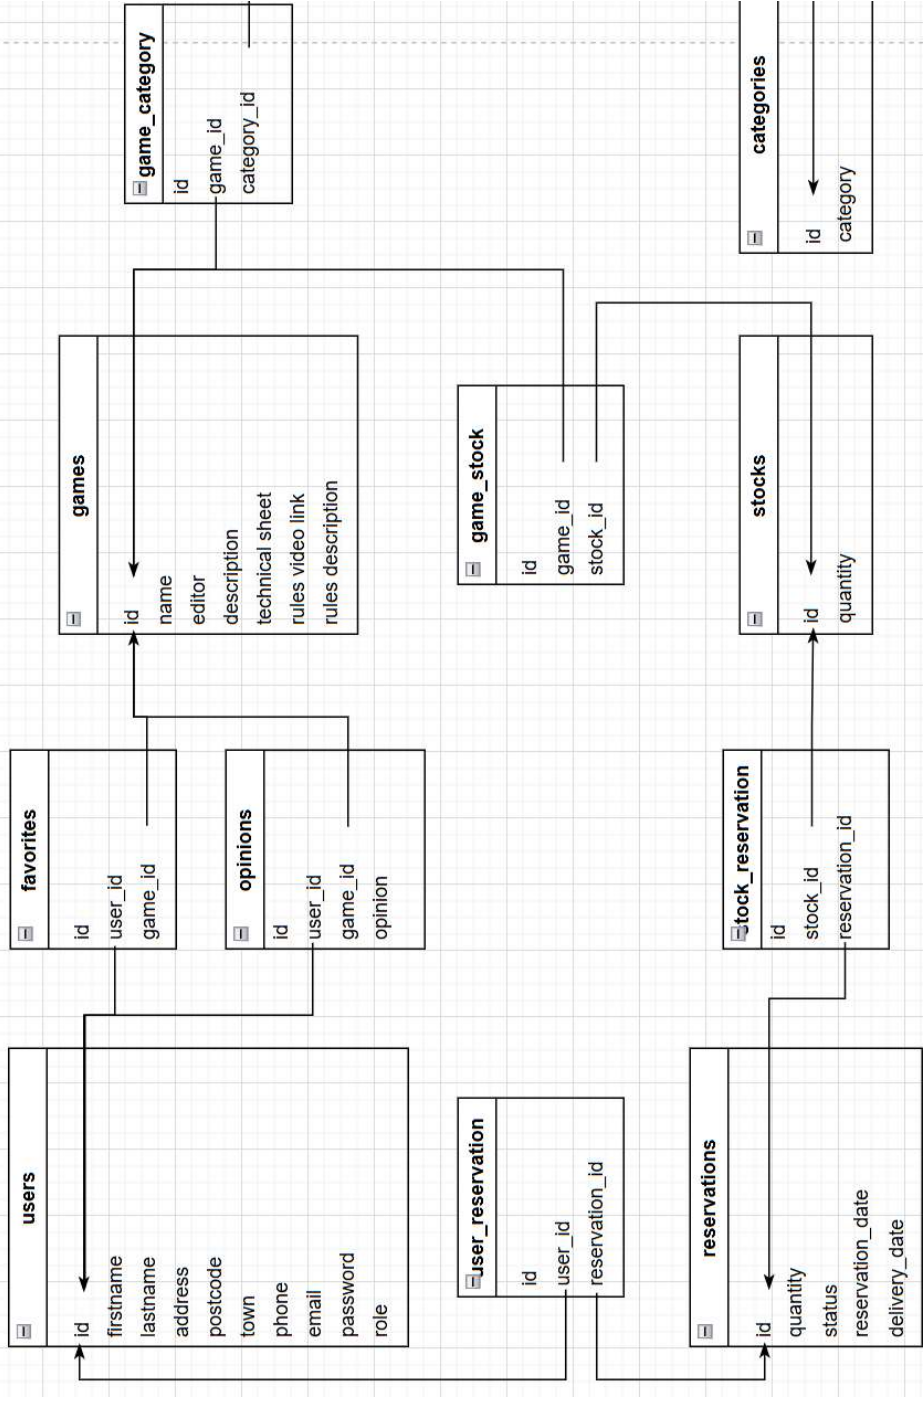 users
id
firstname
lastname
address
postcode
town
phone
email
password
role
favorites
id
user_id
game_id
opinions
id
user_id
game_id
opinion
games
id
name
editor
description
technical sheet
rules video link
rules description
game_category
id
game_id
category_id
user_reservation
id
user_id
reservation_id
game_stock
id
game_id
stock_id
reservations
id
quantity
status
reservation_date
delivery_date
stock_reservation
id
stock_id
reservation_id
stocks
id
quantity
categories
id
category